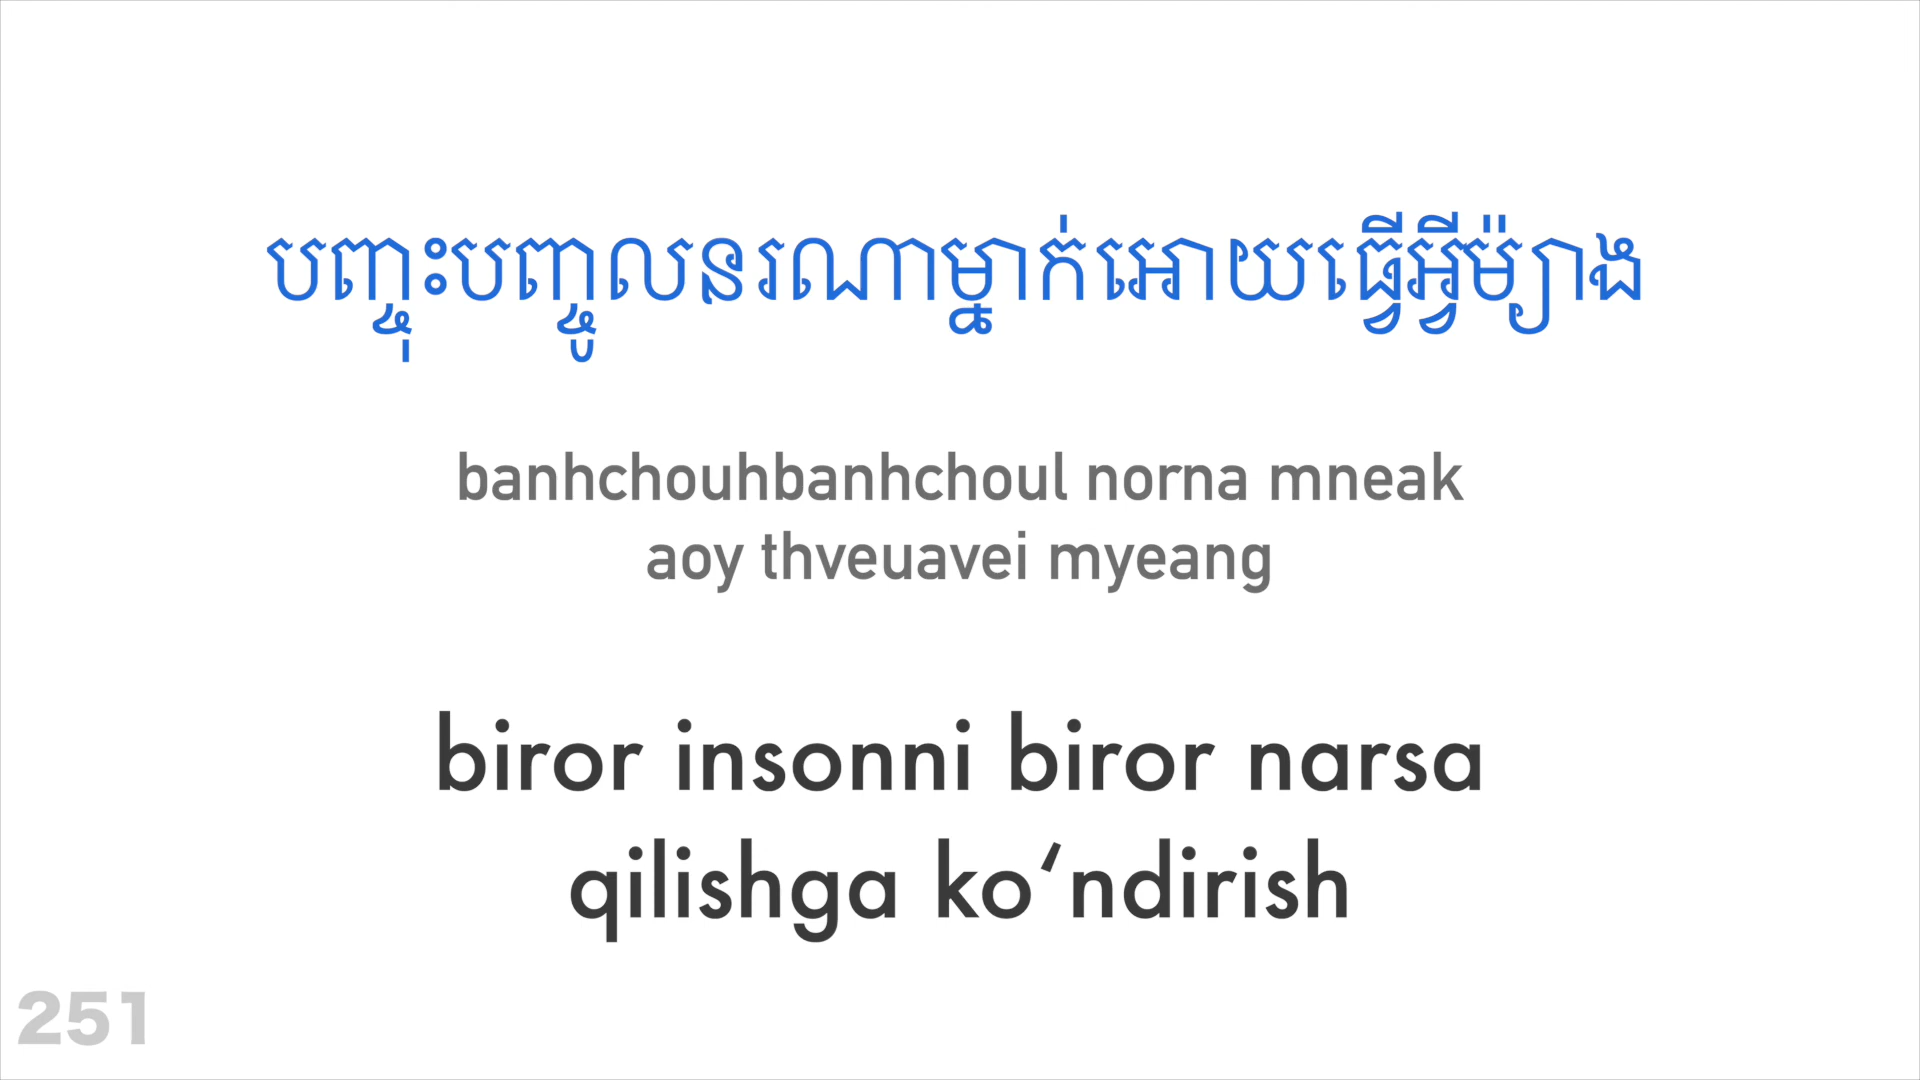 បញ្ចុះបញ្ចូលនរណាម្នាក់អោយធ្វើអ្វីម៉្យាង
banhchouhbanhchoul norna mneak
aoy thveuavei myeang
biror insonni biror narsa
qilishga ko‘ndirish
251